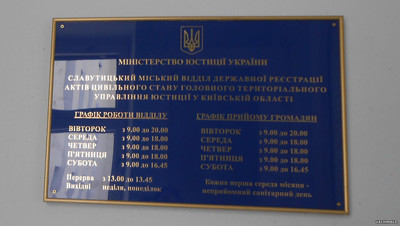 МІНІСТЕРСТВО ЮСТИЦІЇ УКРАЇНИ
СЛАВУТИЦЬКИЙ МІСЬКИЙ ВІДДІЛ ДЕРЖАВНОЇ РЕЄСТРАЦІЇ
АКТІВ ЦИВІЛЬНОГО СТАНУ ГОЛОВНОГО ТЕРИТОРІАЛЬНОГО
УПРАВЛІННЯ ЮСТИЦІЇ У КИЇВСЬКІЙ ОБЛАСТІ
ГРАФІК РОБОТИ ВІДДІЛУ
ВІВТОРОК з 9.00 до 20.00
СЕРЕДА з 9.00 до 18.00
ЧЕТВЕР з 9.00 до 18.00
П'ЯТНИЦЯ з 9.00 до 18.00
СУБОТА з 9.00 до 16.45
Перерва з 13.00 до 13.45
Вихідні неділя, понеділок
ГРАФІК ПРИЙОМУ ГРОМАДЯН
ВІВТОРОК з 9.00 до 20.00
СЕРЕДА з 9.00 до 18.00
ЧЕТВЕР з 9.00 до 18.00
П'ЯТНИЦЯ з 9.00 до 18.00
СУБОТА з 9.00 до 16.45
Кожна перша середа місяця -
неприйомний санітарний день